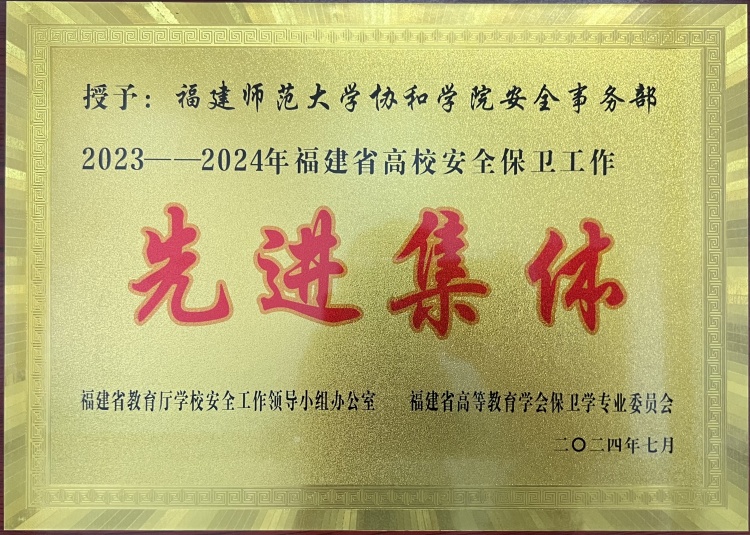 授予：福建师范大学协和学院安全事务部
2023——2024年福建省高校安全保卫工作
先进集体
福建省教育厅学校安全工作领导小组办公室 福建省高等教育学会保卫学专业委员会
二〇二四年七月